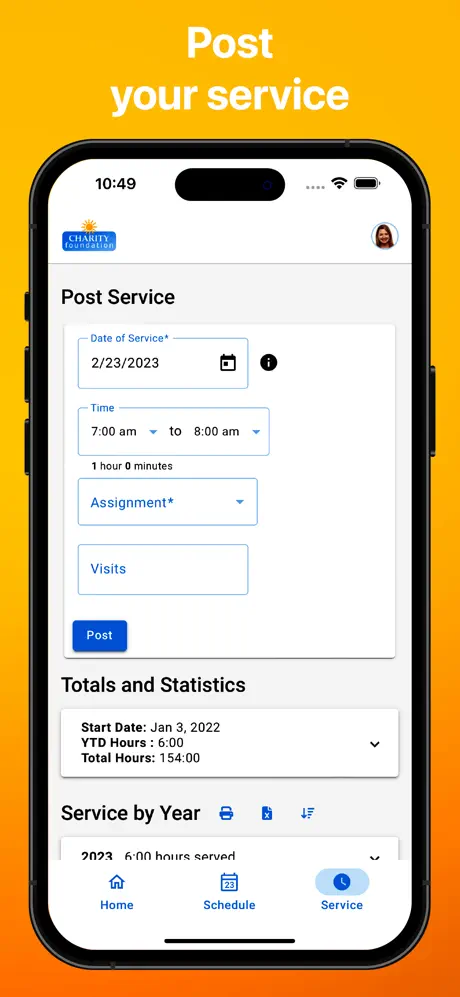 Post
your service
10:49
CHARITY
foundation
Post Service
Date of Service*
2/23/2023
Time
7:00 am to 8:00 am
1 hour 0 minutes
Assignment*
Visits
Post
Totals and Statistics
Start Date: Jan 3, 2022
YTD Hours : 6:00
Total Hours: 154:00
Service by Year
2023 6:00 hours served
23
Home Schedule Service